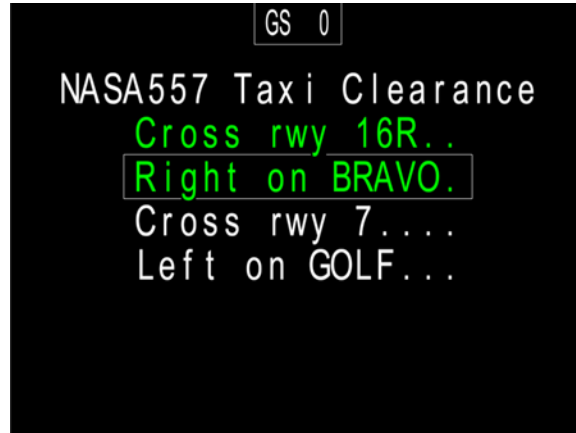 GS 0
NASA557 Taxi Clearance
Cross rwy 16R..
Right on BRAVO.
Cross rwy 7....
Left on GOLF...